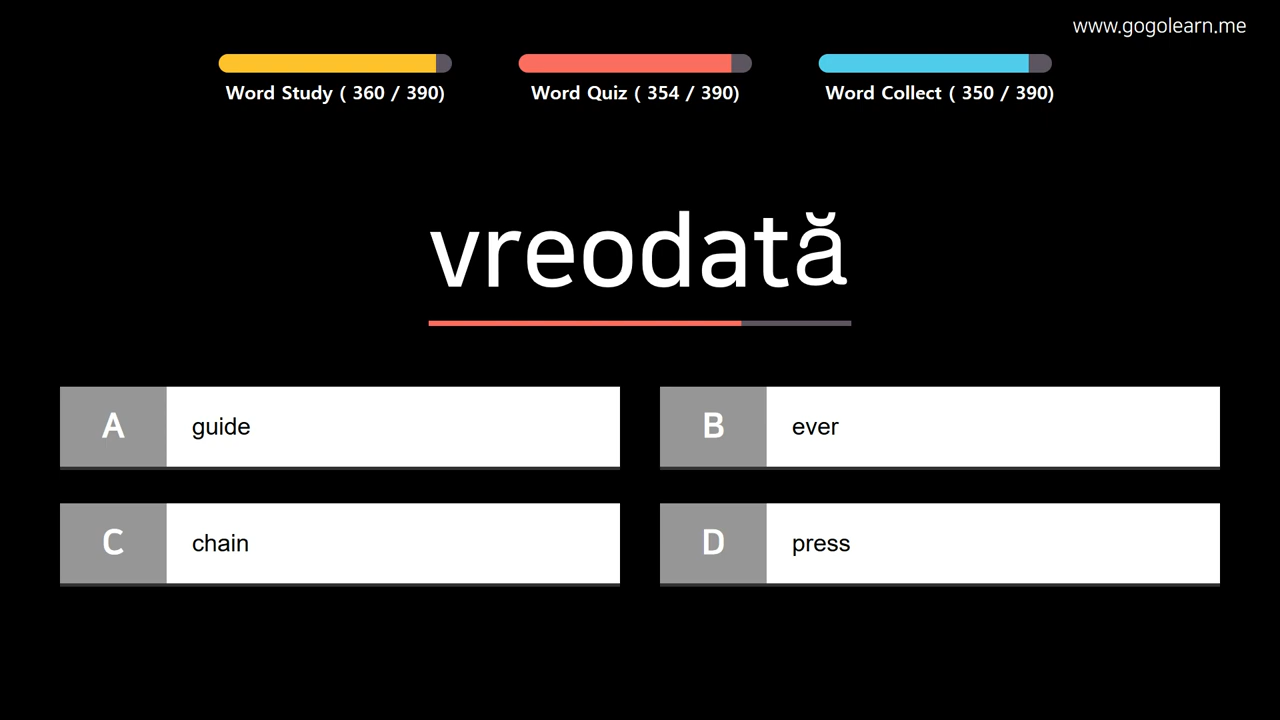 www.gogolearn.me
Word Study ( 360 / 390)
Word Quiz ( 354 / 390)
Word Collect ( 350 / 390)
vreodată
A guide
B ever
C chain
D press